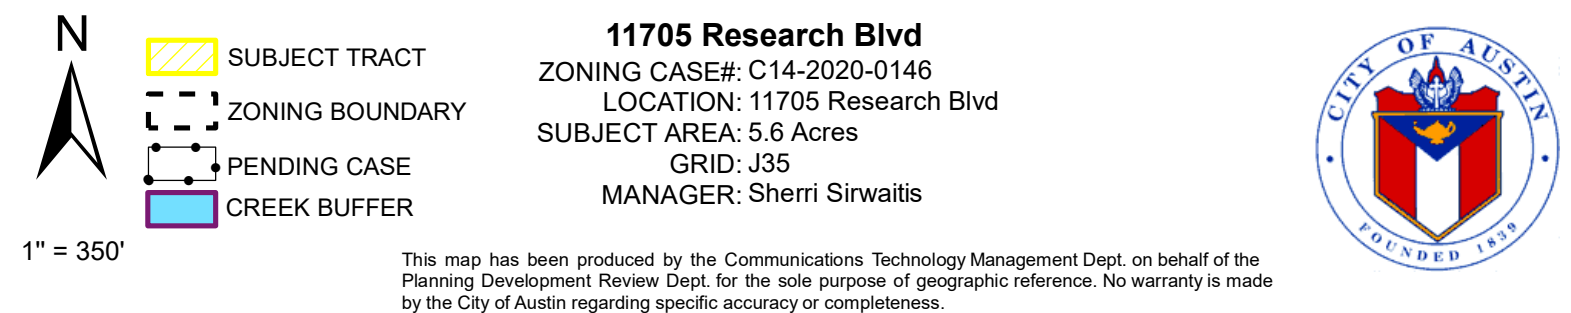 N
SUBJECT TRACT
ZONING BOUNDARY
PENDING CASE
CREEK BUFFER
1" = 350'
11705 Research Blvd
ZONING CASE#: C14-2020-0146
LOCATION: 11705 Research Blvd
SUBJECT AREA: 5.6 Acres
GRID: J35
MANAGER: Sherri Sirwaitis
This map has been produced by the Communications Technology Management Dept. on behalf of the
Planning Development Review Dept. for the sole purpose of geographic reference. No warranty is made
by the City of Austin regarding specific accuracy or completeness.
CITY OF AUSTIN
FOUNDED 1839